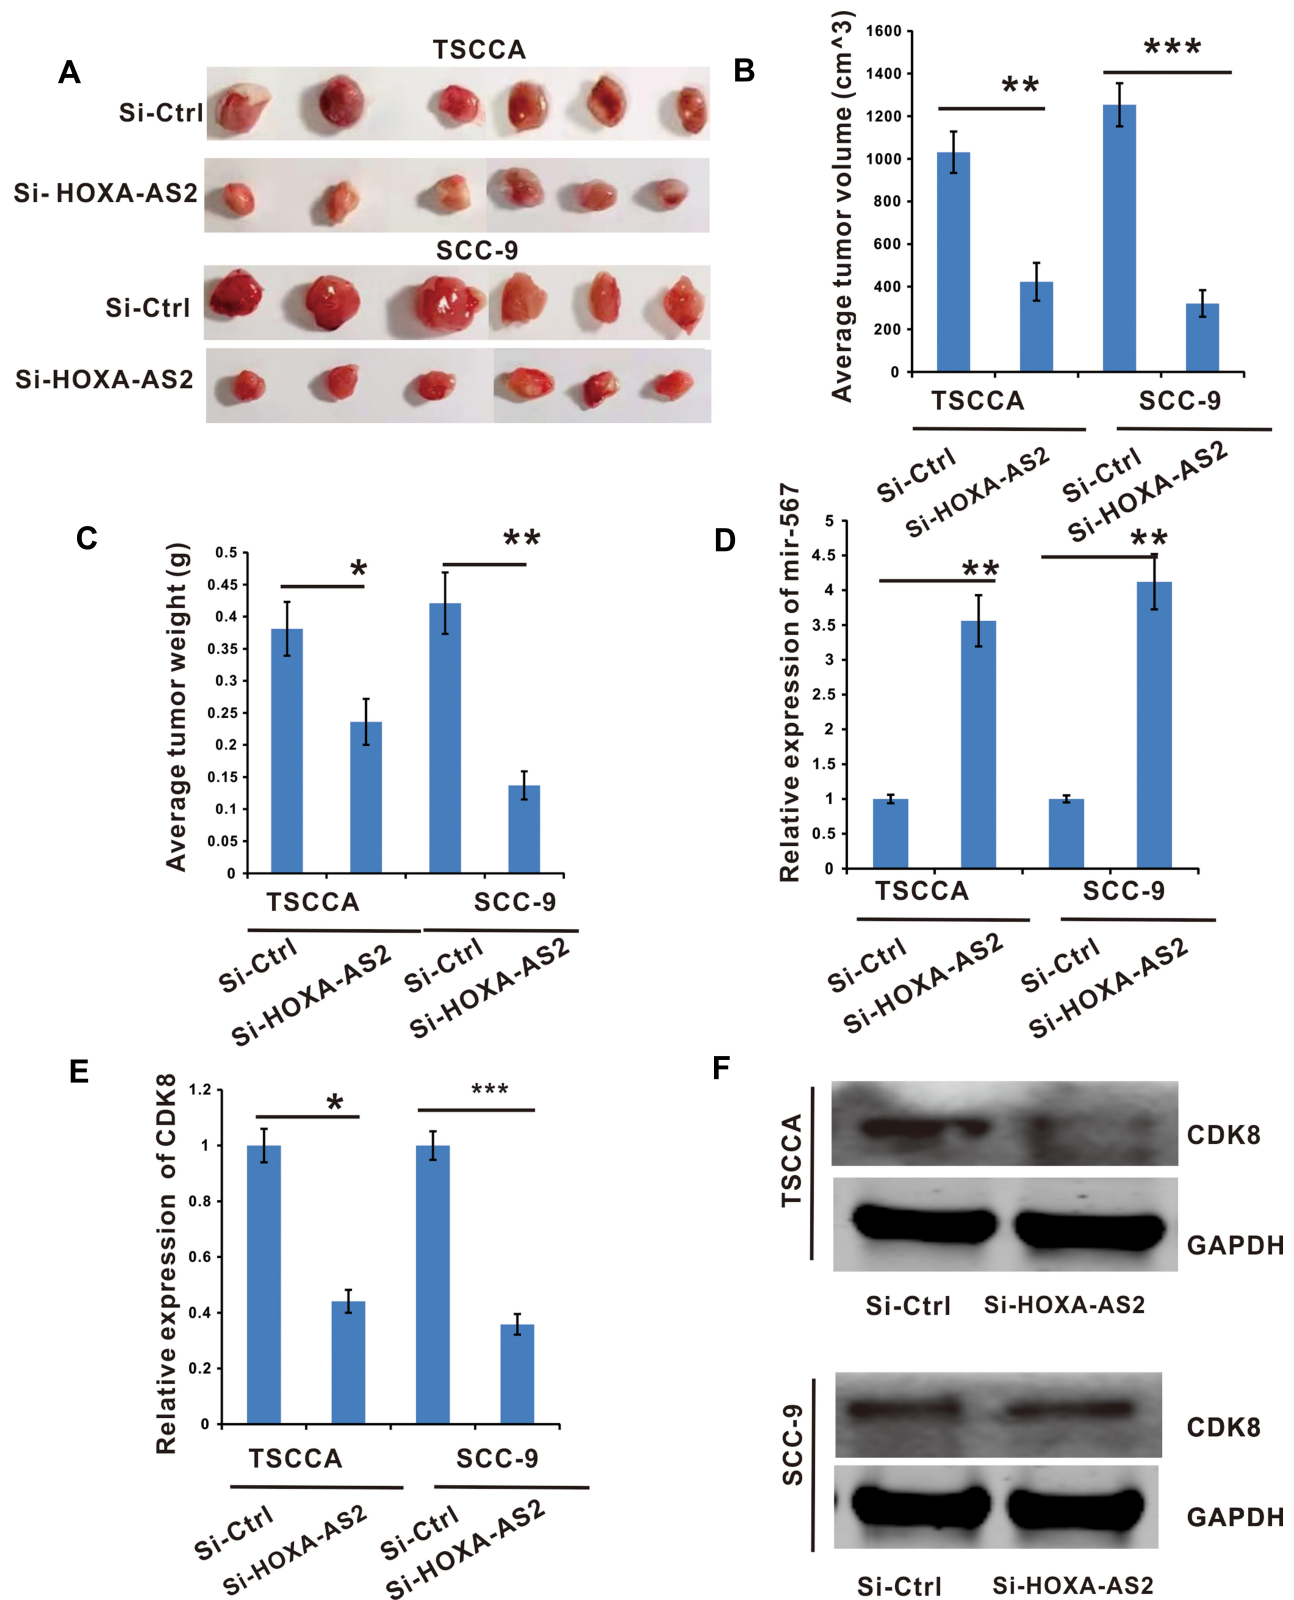 A
TSCCA
Si-Ctrl
Si- HOXA-AS2
SCC-9
Si-Ctrl
Si-HOXA-AS2
B
Average tumor volume (cm^3)
1600
1400
1200
1000
800
600
400
200
0
**
***
TSCCA
SCC-9
Si-Ctrl
Si-HOXA-AS2
Si-Ctrl
Si-HOXA-AS2
C
Average tumor weight (g)
0.5
0.45
0.4
0.35
0.3
0.25
0.2
0.15
0.1
0.05
0
*
**
TSCCA
SCC-9
Si-Ctrl
Si-HOXA-AS2
Si-Ctrl
Si-HOXA-AS2
D
Relative expression of mir-567
5
4.5
4
3.5
3
2.5
2
1.5
1
0.5
0
**
**
TSCCA
SCC-9
Si-Ctrl
Si-HOXA-AS2
Si-Ctrl
Si-HOXA-AS2
E
Relative expression of CDK8
1.2
1
0.8
0.6
0.4
0.2
0
*
***
TSCCA
SCC-9
Si-Ctrl
Si-HOXA-AS2
Si-Ctrl
Si-HOXA-AS2
F
TSCCA
CDK8
GAPDH
Si-Ctrl
Si-HOXA-AS2
SCC-9
CDK8
GAPDH
Si-Ctrl
Si-HOXA-AS2